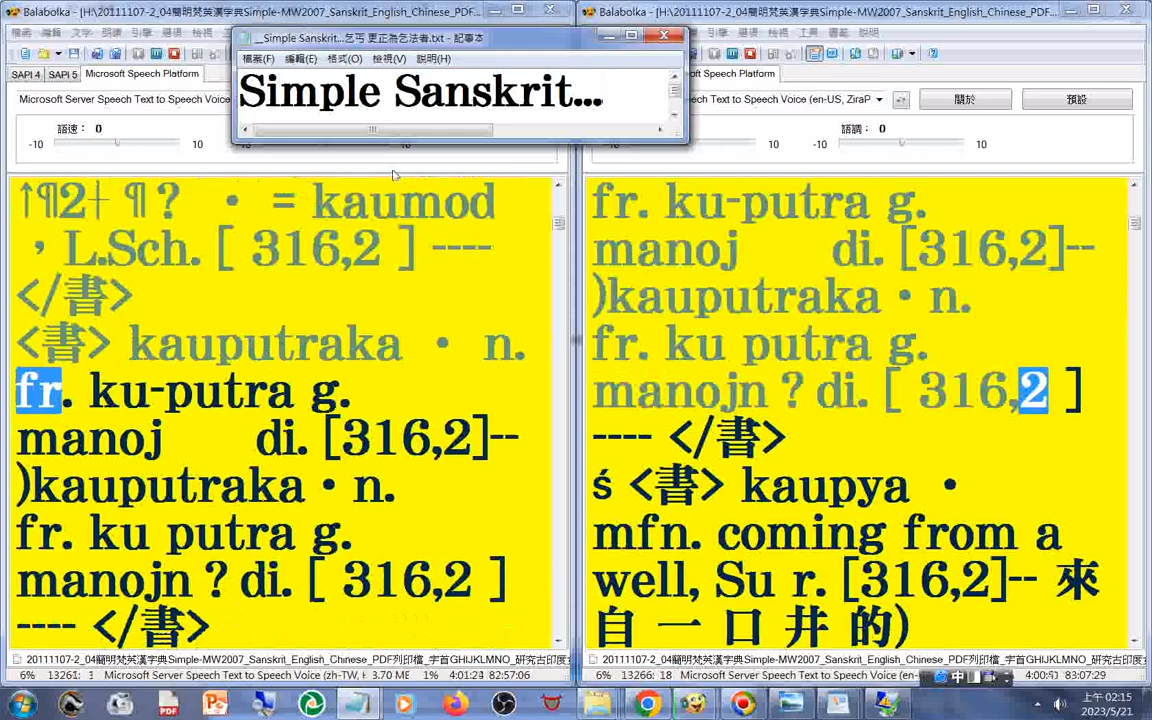 Balabolka - [H:\20111107-2_04簡明梵英漢字典Simple-MW2007_Sanskrit_English_Chinese_PDF...
Balabolka - [H:\20111107-2_04簡明梵英漢字典Simple-MW2007_Sanskrit_English_Chinese_PDF...
__Simple Sanskrit...乞丐 更正為乞法者.txt - 記事本
檔案(F) 編輯(E) 格式(O) 檢視(V) 說明(H)
Simple Sanskrit...
SAPI 4 SAPI 5 Microsoft Speech Platform
Microsoft Server Speech Text to Speech Voice
ech Text to Speech Voice (en-US, ZiraP
關於
預設
語速: 0
-10 10 -10 10
語調: 0
-10 10
↑¶2┼ ¶ ? • = kaumod
，L.Sch. [ 316,2 ] ----
</書>
<書> kauputraka • n.
fr. ku-putra g.
manoj di. [316,2]--
)kauputraka • n.
fr. ku putra g.
manojn ? di. [ 316,2 ]
---- </書>
fr. ku-putra g.
manoj di. [316,2]--
)kauputraka • n.
fr. ku putra g.
manojn ? di. [ 316,2 ]
---- </書>
ś <書> kaupya •
mfn. coming from a
well, Su r. [316,2]-- 來
自 一 口 井 的)
20111107-2_04簡明梵英漢字典Simple-MW2007_Sanskrit_English_Chinese_PDF列印檔_字首GHIJKLMNO_研究古印度
20111107-2_04簡明梵英漢字典Simple-MW2007_Sanskrit_English_Chinese_PDF列印檔_字首GHIJKLMNO_研究古印度
6% 13261: Microsoft Server Speech Text to Speech Voice (zh-TW, H 3.70 ME 1% 4:01:24 82:57:06
6% 13266: 18 Microsoft Server Speech Text to Speech Voice 4:00:9 83:07:29
中
上午 02:15
2023/5/21